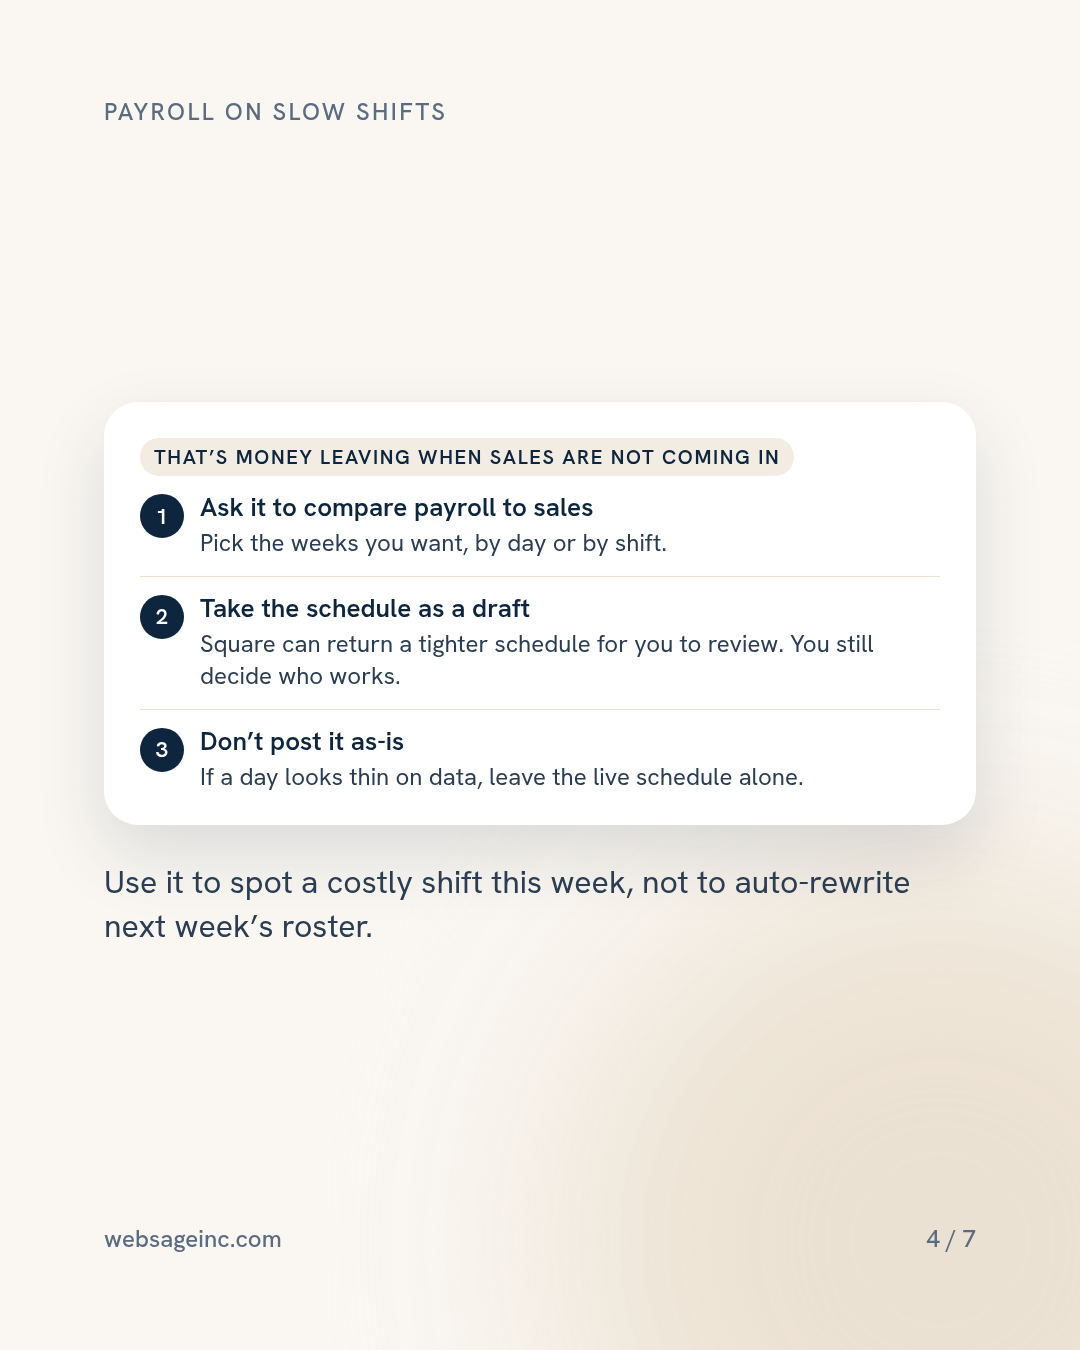 PAYROLL ON SLOW SHIFTS
THAT’S MONEY LEAVING WHEN SALES ARE NOT COMING IN
1
Ask it to compare payroll to sales
Pick the weeks you want, by day or by shift.
2
Take the schedule as a draft
Square can return a tighter schedule for you to review. You still
decide who works.
3
Don’t post it as-is
If a day looks thin on data, leave the live schedule alone.
Use it to spot a costly shift this week, not to auto-rewrite
next week’s roster.
websageinc.com
4 / 7